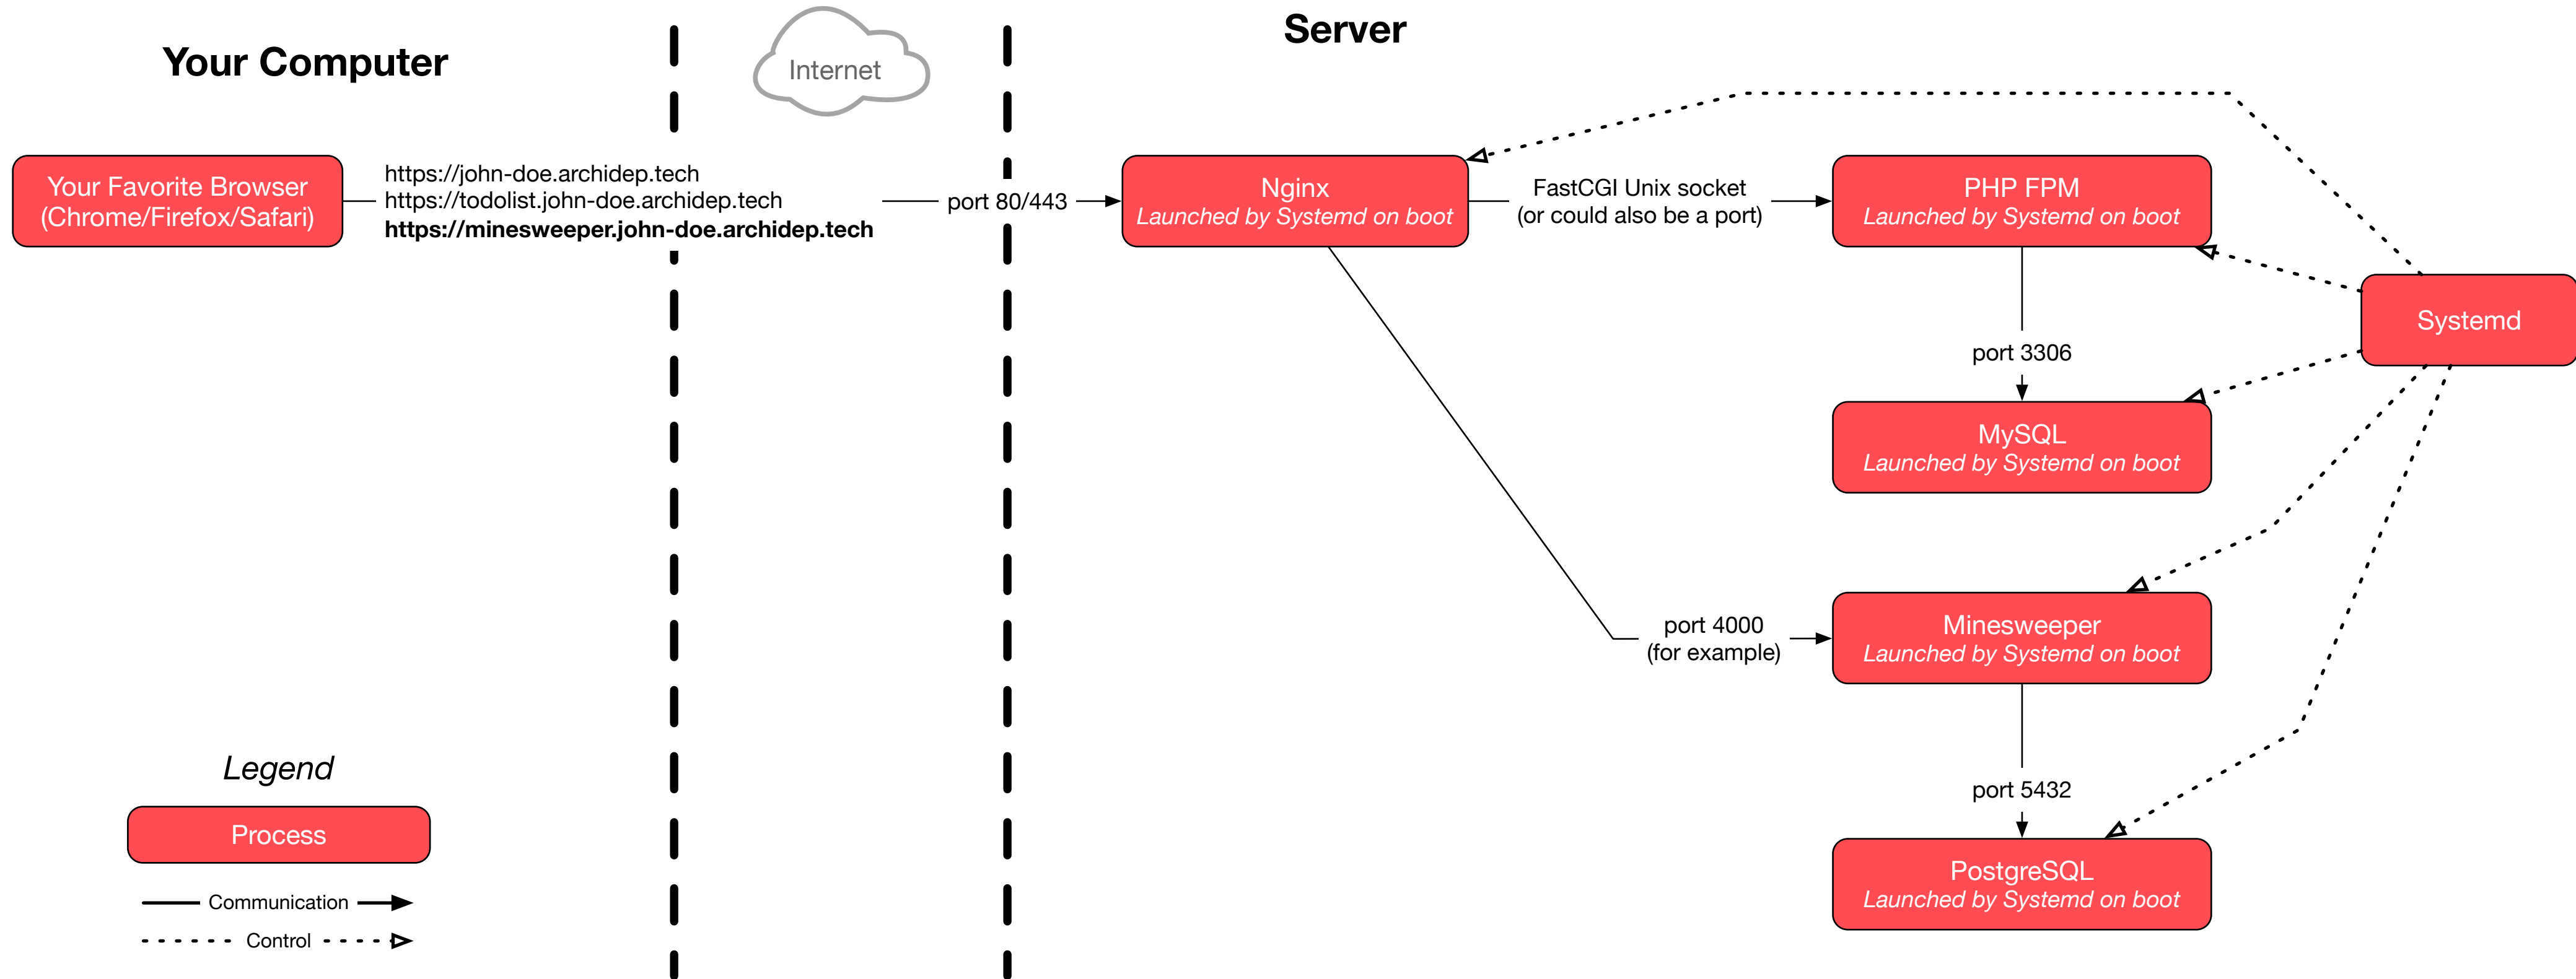 Your Computer
Internet
Server
Your Favorite Browser
(Chrome/Firefox/Safari)
https://john-doe.archidep.tech
https://todolist.john-doe.archidep.tech
https://minesweeper.john-doe.archidep.tech
port 80/443
Nginx
Launched by Systemd on boot
FastCGI Unix socket
(or could also be a port)
PHP FPM
Launched by Systemd on boot
Systemd
port 3306
MySQL
Launched by Systemd on boot
port 4000
(for example)
Minesweeper
Launched by Systemd on boot
port 5432
PostgreSQL
Launched by Systemd on boot
Legend
Process
Communication
Control